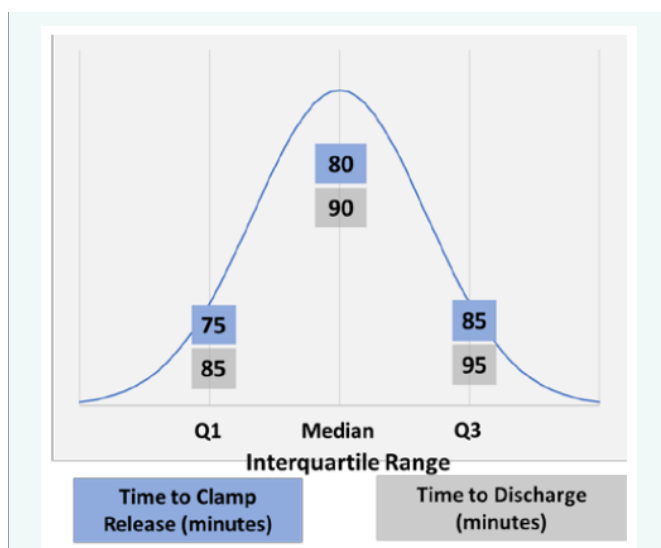 80
90
75
85
85
95
Q1 Median Q3
Interquartile Range
Time to Clamp
Release (minutes)
Time to Discharge
(minutes)